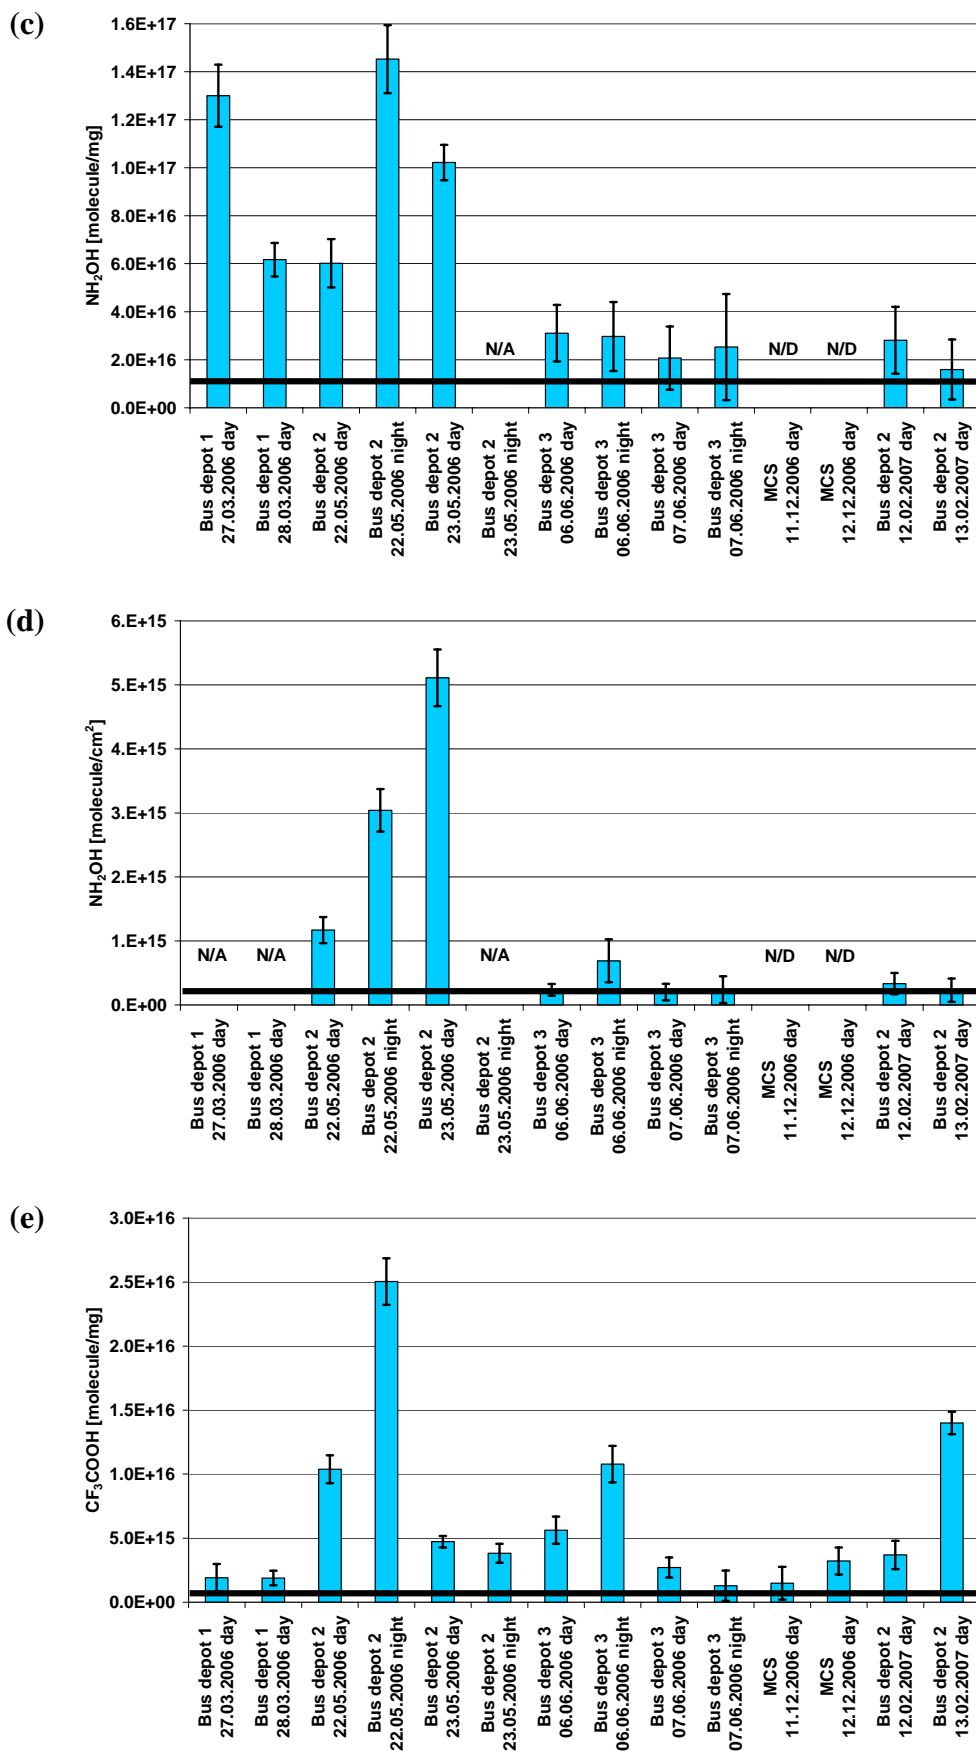 (c)
NH₂OH [molecule/mg]
1.6E+17
1.4E+17
1.2E+17
1.0E+17
8.0E+16
6.0E+16
4.0E+16
2.0E+16
0.0E+00
N/A
N/D
N/D
Bus depot 1
27.03.2006 day
Bus depot 1
28.03.2006 day
Bus depot 2
22.05.2006 day
Bus depot 2
22.05.2006 night
Bus depot 2
23.05.2006 day
Bus depot 2
23.05.2006 night
Bus depot 3
06.06.2006 day
Bus depot 3
06.06.2006 night
Bus depot 3
07.06.2006 day
Bus depot 3
07.06.2006 night
MCS
11.12.2006 day
MCS
12.12.2006 day
Bus depot 2
12.02.2007 day
Bus depot 2
13.02.2007 day
(d)
NH₂OH [molecule/cm²]
6.E+15
5.E+15
4.E+15
3.E+15
2.E+15
1.E+15
0.E+00
N/A
N/A
N/A
N/D
N/D
Bus depot 1
27.03.2006 day
Bus depot 1
28.03.2006 day
Bus depot 2
22.05.2006 day
Bus depot 2
22.05.2006 night
Bus depot 2
23.05.2006 day
Bus depot 2
23.05.2006 night
Bus depot 3
06.06.2006 day
Bus depot 3
06.06.2006 night
Bus depot 3
07.06.2006 day
Bus depot 3
07.06.2006 night
MCS
11.12.2006 day
MCS
12.12.2006 day
Bus depot 2
12.02.2007 day
Bus depot 2
13.02.2007 day
(e)
CF₃COOH [molecule/mg]
3.0E+16
2.5E+16
2.0E+16
1.5E+16
1.0E+16
5.0E+15
0.0E+00
Bus depot 1
27.03.2006 day
Bus depot 1
28.03.2006 day
Bus depot 2
22.05.2006 day
Bus depot 2
22.05.2006 night
Bus depot 2
23.05.2006 day
Bus depot 2
23.05.2006 night
Bus depot 3
06.06.2006 day
Bus depot 3
06.06.2006 night
Bus depot 3
07.06.2006 day
Bus depot 3
07.06.2006 night
MCS
11.12.2006 day
MCS
12.12.2006 day
Bus depot 2
12.02.2007 day
Bus depot 2
13.02.2007 day